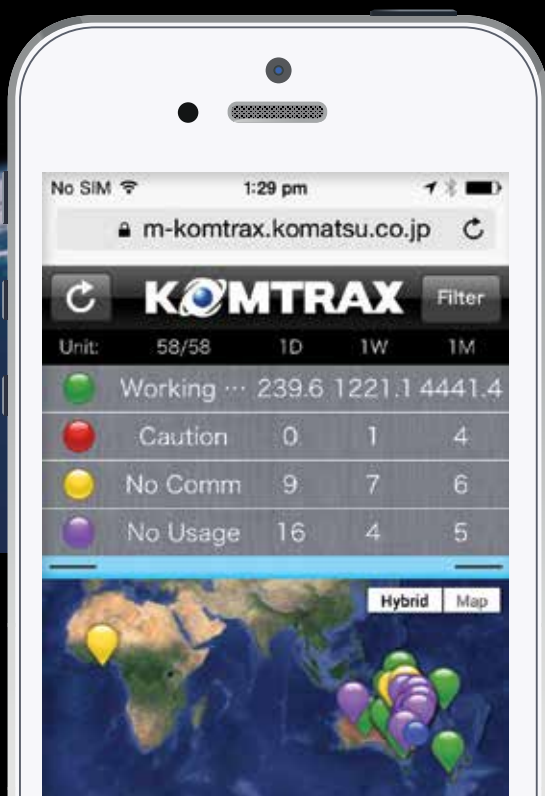 No SIM 1:29 pm
m-komtrax.komatsu.co.jp
KOMTRAX Filter
Unit: 58/58 1D 1W 1M
Working ... 239.6 1221.1 4441.4
Caution 0 1 4
No Comm 9 7 6
No Usage 16 4 5
Hybrid Map